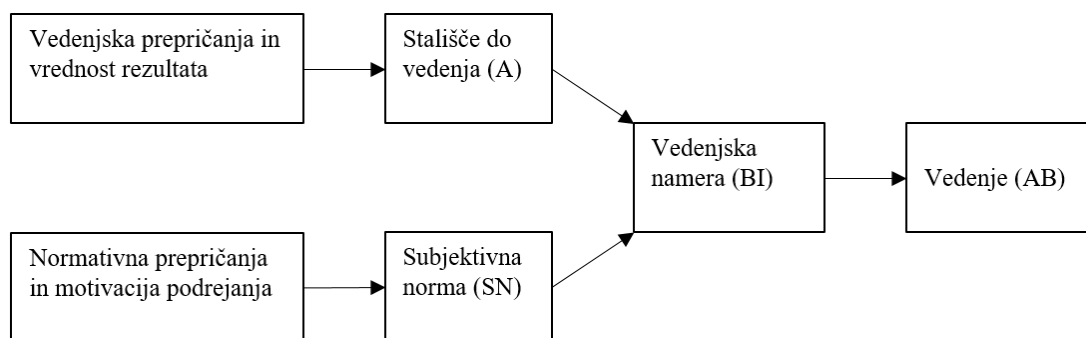 Vedenjska prepričanja in
vrednost rezultata
Stališče do
vedenja (A)
Vedenjska
namera (BI)
Vedenje (AB)
Normativna prepričanja
in motivacija podrejanja
Subjektivna
norma (SN)